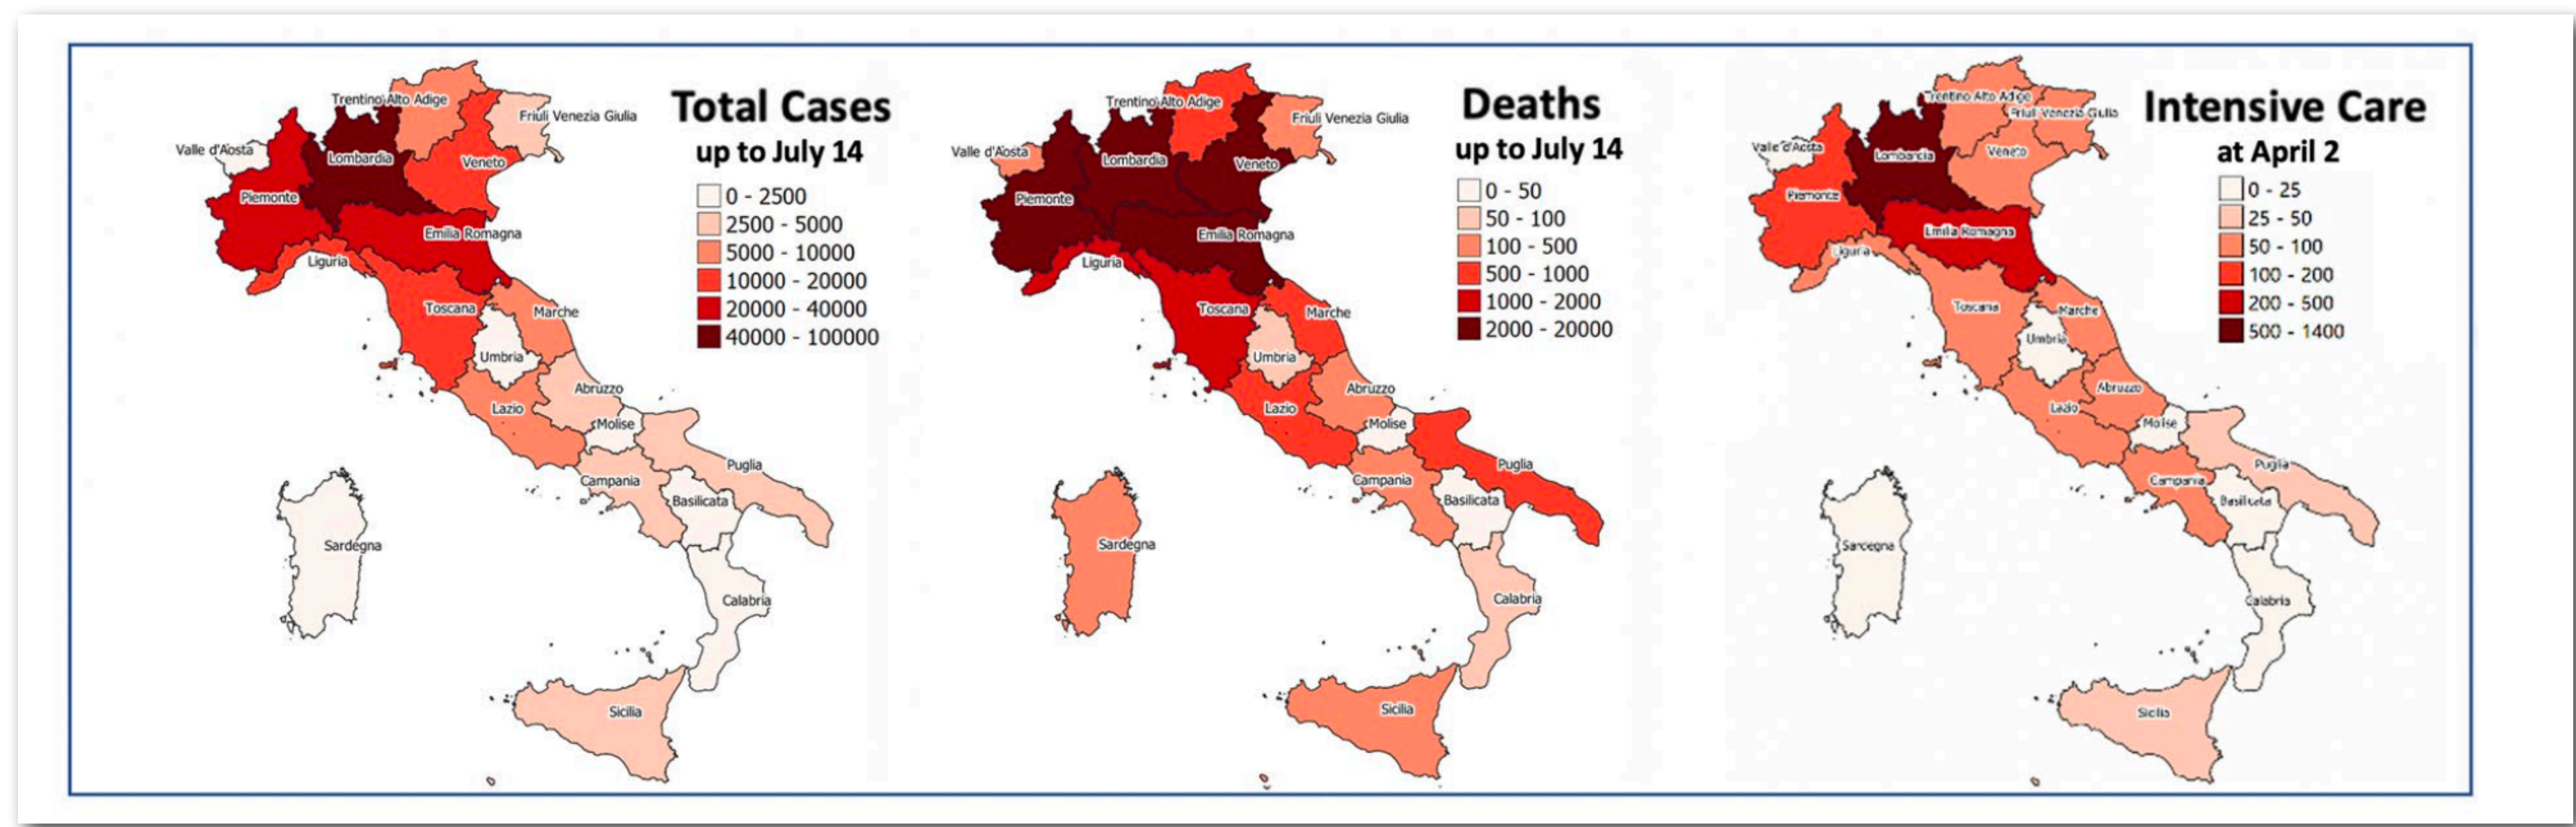 Total Cases
up to July 14
0 - 2500
2500 - 5000
5000 - 10000
10000 - 20000
20000 - 40000
40000 - 100000
Trentino Alto Adige
Friuli Venezia Giulia
Valle d'Aosta
Lombardia
Veneto
Piemonte
Emilia Romagna
Liguria
Toscana
Marche
Umbria
Abruzzo
Lazio
Molise
Puglia
Campania
Basilicata
Sardegna
Calabria
Sicilia
Deaths
up to July 14
0 - 50
50 - 100
100 - 500
500 - 1000
1000 - 2000
2000 - 20000
Trentino Alto Adige
Friuli Venezia Giulia
Valle d'Aosta
Lombardia
Veneto
Piemonte
Emilia Romagna
Liguria
Toscana
Marche
Umbria
Abruzzo
Lazio
Molise
Puglia
Campania
Basilicata
Sardegna
Calabria
Sicilia
Intensive Care
at April 2
0 - 25
25 - 50
50 - 100
100 - 200
200 - 500
500 - 1400
Trentino Alto Adige
Friuli Venezia Giulia
Valle d'Aosta
Lombardia
Veneto
Piemonte
Emilia Romagna
Liguria
Toscana
Marche
Umbria
Abruzzo
Lazio
Molise
Puglia
Campania
Basilicata
Sardegna
Calabria
Sicilia